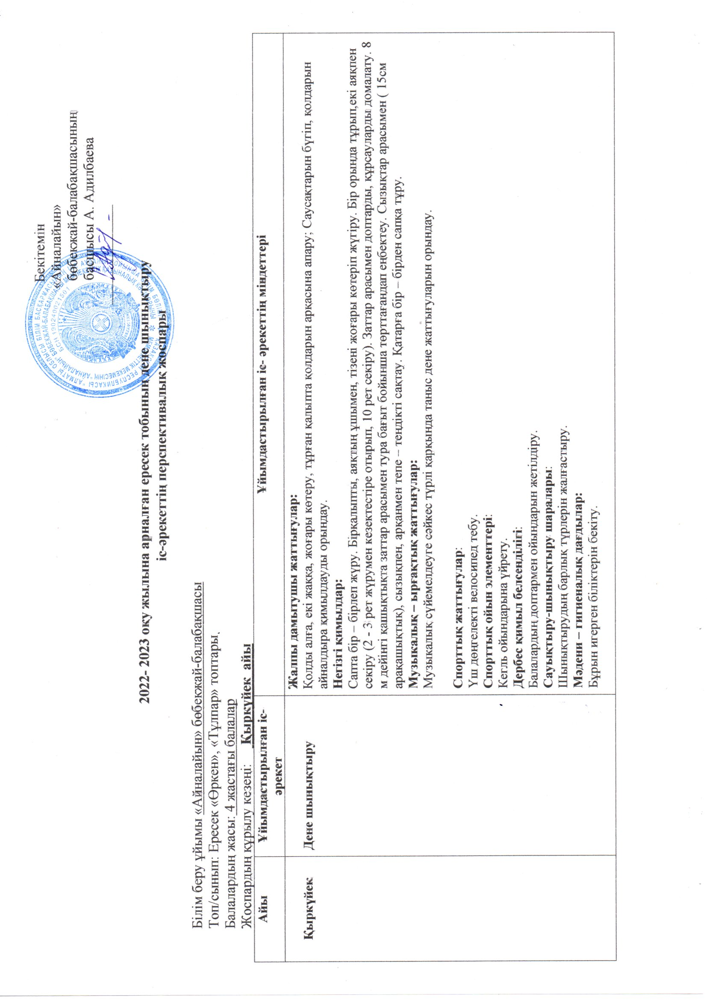 Бекітемін
«Айналайын»
бөбекжай-балабақшасының
басшысы А. Адилбаева
2022- 2023 оқу жылына арналған ересек тобының дене шынықтыру
іс-әрекеттің перспективалық жоспары
Білім беру ұйымы «Айналайын» бөбекжай-балабақшасы
Топ/сынып: Ересек «Өркен», «Тұлпар» топтары.
Балалардың жасы: 4 жастағы балалар
Жоспардың құрылу кезеңі: Қыркүйек айы
Айы
Ұйымдастырылған іс-
әрекет
Ұйымдастырылған іс- әрекеттің міндеттері
Қыркүйек
Дене шынықтыру
Жалпы дамытушы жаттығулар:
Қолды алға, екі жаққа, жоғары көтеру, тұрған қалыпта қолдарын арқасына апару; Саусақтарын бүгіп, қолдарын
айналдыра қимылдауды орындау.
Негізгі қимылдар:
Сапта бір – бірлеп жүру. Бірқалыпты, аяқтың ұшымен, тізені жоғары көтеріп жүгіру. Бір орында тұрып,екі аяқпен
секіру (2 - 3 рет жүрумен кезектестіре отырып, 10 рет секіру). Заттар арасымен доптарды, құрсауларды домалату. 8
м дейінгі қашықтықта заттар арасымен тура бағыт бойынша төрттағандап еңбектеу. Сызықтар арасымен ( 15см
арақашықтық), сызықпен, арқанмен тепе – теңдікті сақтау. Қатарға бір – бірден сапқа тұру.
Музыкалық – ырғақтық жаттығулар:
Музыкалық сүйемелдеуге сәйкес түрлі қарқында таныс дене жаттығуларын орындау.
Спорттық жаттығулар:
Үш дөңгелекті велосипед тебу.
Спорттық ойын элементтері:
Кегль ойындарына үйрету.
Дербес қимыл белсенділігі:
Балалардың доптармен ойындарын жетілдіру.
Сауықтыру-шынықтыру шаралары:
Шынықтырудың барлық түрлерін жалғастыру.
Мәдени – гигиеналық дағдылар:
Бұрын игерген біліктерін бекіту.